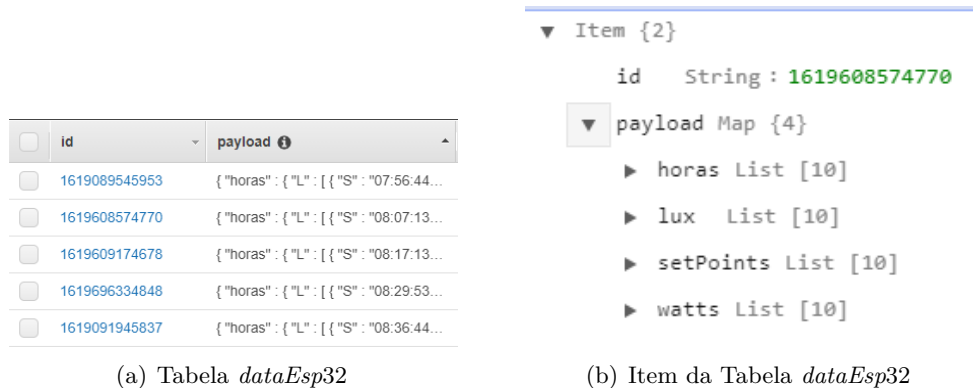 id payload
1619089545953 { "horas" : { "L" : [ { "S" : "07:56:44...
1619608574770 { "horas" : { "L" : [ { "S" : "08:07:13...
1619609174678 { "horas" : { "L" : [ { "S" : "08:17:13...
1619696334848 { "horas" : { "L" : [ { "S" : "08:29:53...
1619091945837 { "horas" : { "L" : [ { "S" : "08:36:44...
(a) Tabela dataEsp32
Item {2}
id String : 1619608574770
payload Map {4}
horas List [10]
lux List [10]
setPoints List [10]
watts List [10]
(b) Item da Tabela dataEsp32